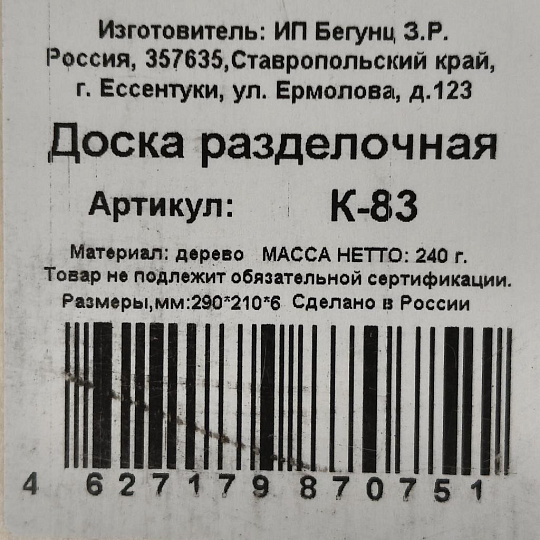 Изготовитель: ИП Бегунц З.Р.
Россия, 357635,Ставропольский край,
г. Ессентуки, ул. Ермолова, д.123
Доска разделочная
Артикул: К-83
Материал: дерево МАССА НЕТТО: 240 г.
Товар не подлежит обязательной сертификации.
Размеры,мм:290*210*6 Сделано в России
4 627179 870751